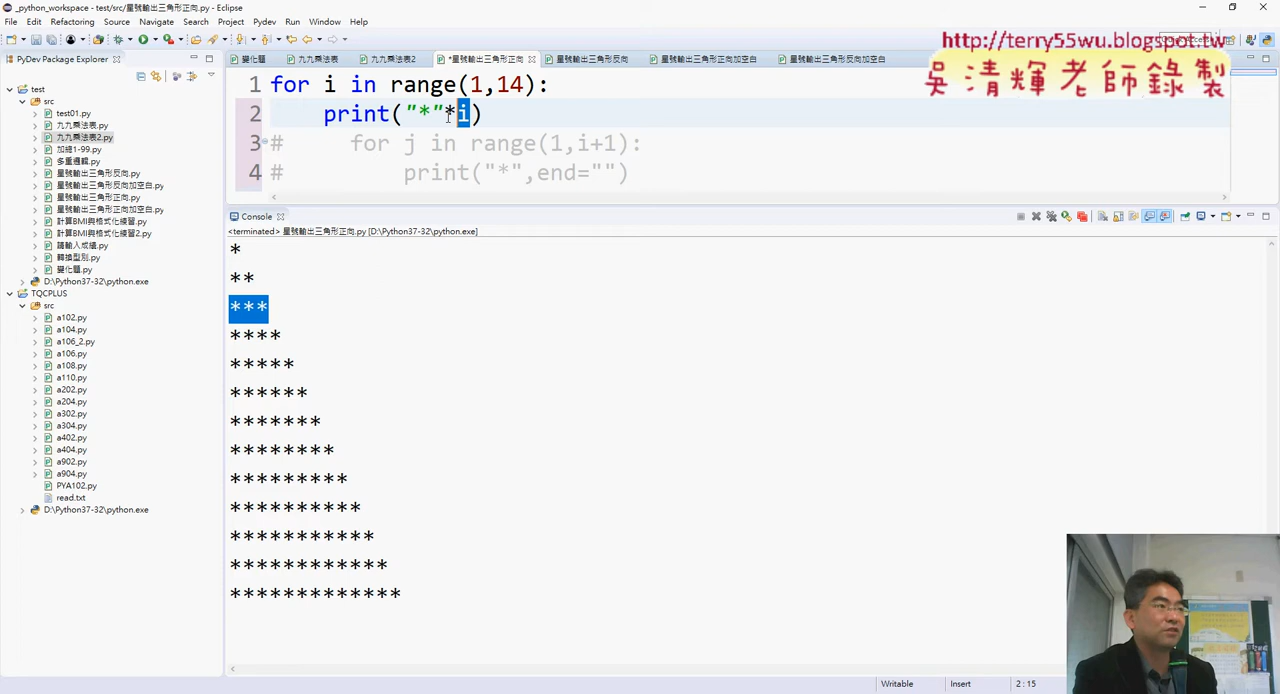 _python_workspace - test/src/星號輸出三角形正向.py - Eclipse
File Edit Refactoring Source Navigate Search Project Pydev Run Window Help
http://terry55wu.blogspot.tw
吳清輝老師錄製
PyDev Package Explorer
變化題 九九乘法表 九九乘法表2 *星號輸出三角形正向 星號輸出三角形反向 星號輸出三角形正向加空白 星號輸出三角形反向加空白
test
src
test01.py
九九乘法表.py
九九乘法表2.py
加總1-99.py
多重邏輯.py
星號輸出三角形反向.py
星號輸出三角形反向加空白.py
星號輸出三角形正向.py
星號輸出三角形正向加空白.py
計算BMI與格式化練習.py
計算BMI與格式化練習2.py
請輸入成績.py
轉換型別.py
變化題.py
D:\Python37-32\python.exe
TQCPLUS
src
a102.py
a104.py
a106_2.py
a106.py
a108.py
a110.py
a202.py
a204.py
a302.py
a304.py
a402.py
a404.py
a902.py
a904.py
PYA102.py
read.txt
D:\Python37-32\python.exe
1 for i in range(1,14):
2 print("*"*i)
3 # for j in range(1,i+1):
4 # print("*",end="")
Console
<terminated> 星號輸出三角形正向.py [D:\Python37-32\python.exe]
*
**
***
****
*****
******
*******
********
*********
**********
***********
************
*************
Writable Insert 2 : 15